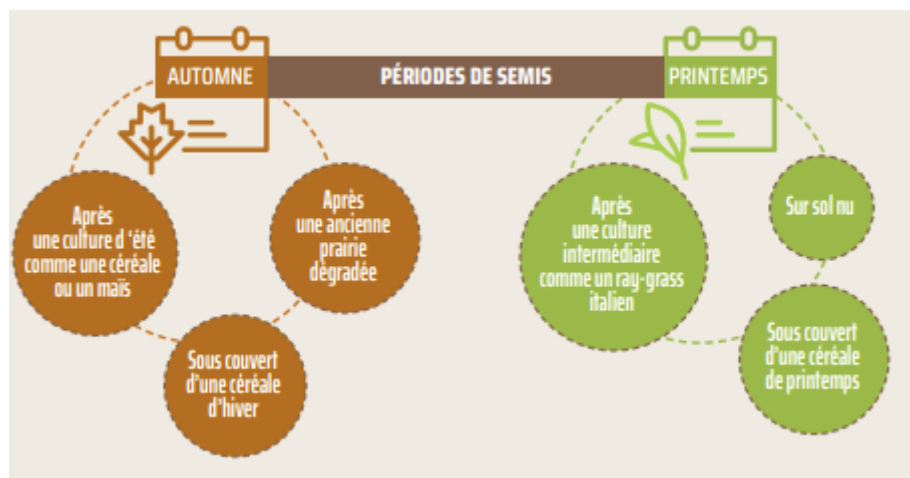 AUTOMNE
PÉRIODES DE SEMIS
PRINTEMPS
Après
une culture d ‘été
comme une céréale
ou un maïs
Après
une ancienne
prairie
dégradée
Sous couvert
d’une céréale
d’hiver
Après
une culture
intermédiaire
comme un ray-grass
italien
Sur sol nu
Sous couvert
d’une céréale
de printemps